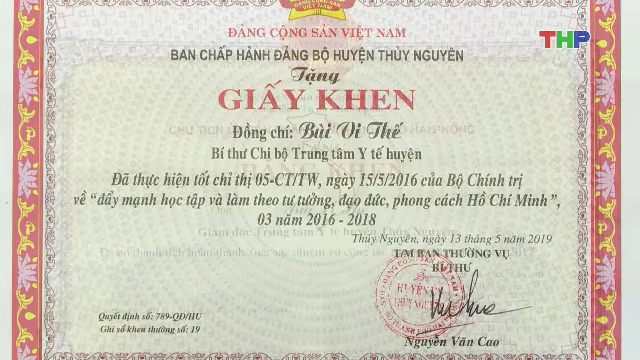 ĐẢNG CỘNG SẢN VIỆT NAM
THP
BAN CHẤP HÀNH ĐẢNG BỘ HUYỆN THỦY NGUYÊN
Tặng
GIẤY KHEN
Đồng chí: Bùi Vi Thế
Bí thư Chi bộ Trung tâm Y tế huyện
Đã thực hiện tốt chỉ thị 05-CT/TW, ngày 15/5/2016 của Bộ Chính trị
về “đẩy mạnh học tập và làm theo tư tưởng, đạo đức, phong cách Hồ Chí Minh”,
03 năm 2016 - 2018
Thủy Nguyên, ngày 13 tháng 5 năm 2019
T/M BAN THƯỜNG VỤ
BÍ THƯ
HUYỆN
THỦY NGUYÊN
Quyết định số: 789-QĐ/HU
Ghi sổ khen thưởng số: 19
Nguyễn Văn Cao